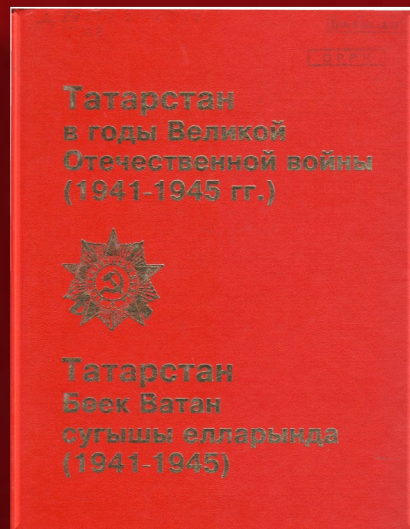 Татарстан
в годы Великой
Отечественной войны
(1941-1945 гг.)
Татарстан
Бөек Ватан
сугышы елларында
(1941-1945)